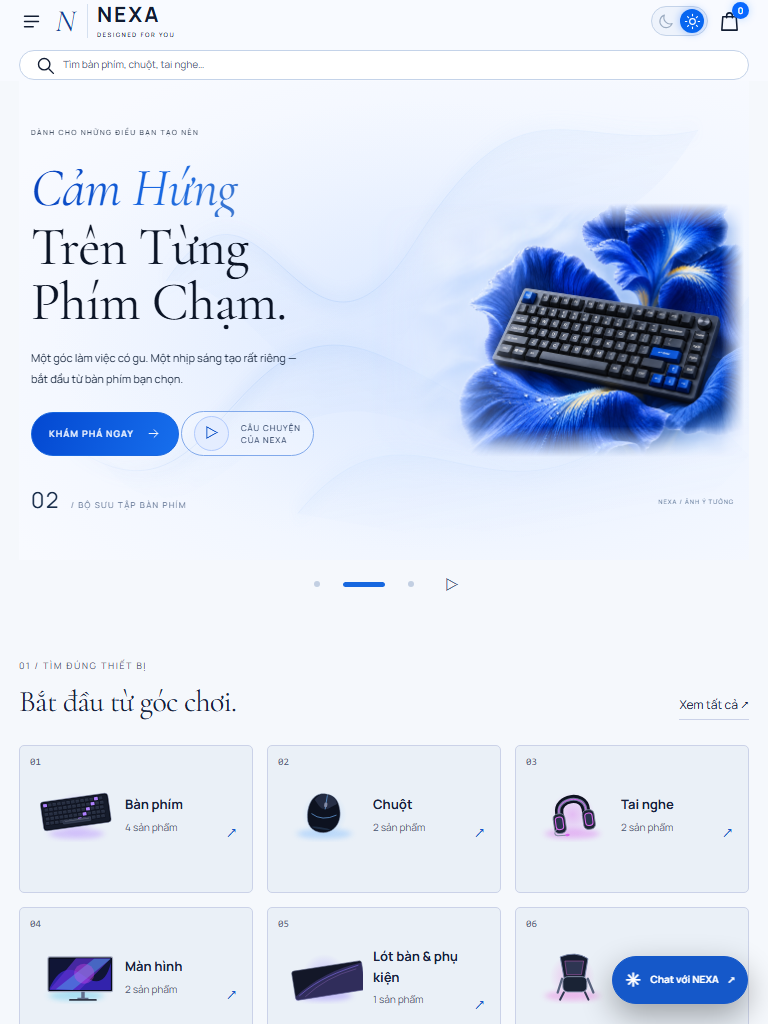 N
NEXA
DESIGNED FOR YOU
0
Tìm bàn phím, chuột, tai nghe…
DÀNH CHO NHỮNG ĐIỀU BẠN TẠO NÊN
Cảm Hứng
Trên Từng
Phím Chạm.
Một góc làm việc có gu. Một nhịp sáng tạo rất riêng —
bắt đầu từ bàn phím bạn chọn.
KHÁM PHÁ NGAY →
CÂU CHUYỆN
CỦA NEXA
02 / BỘ SƯU TẬP BÀN PHÍM
NEXA / ẢNH Ý TƯỞNG
01 / TÌM ĐÚNG THIẾT BỊ
Bắt đầu từ góc chơi.
Xem tất cả ↗
01
Bàn phím
4 sản phẩm
↗
02
Chuột
2 sản phẩm
↗
03
Tai nghe
2 sản phẩm
↗
04
Màn hình
2 sản phẩm
↗
05
Lót bàn & phụ
kiện
1 sản phẩm
↗
06
Chat với NEXA ↗